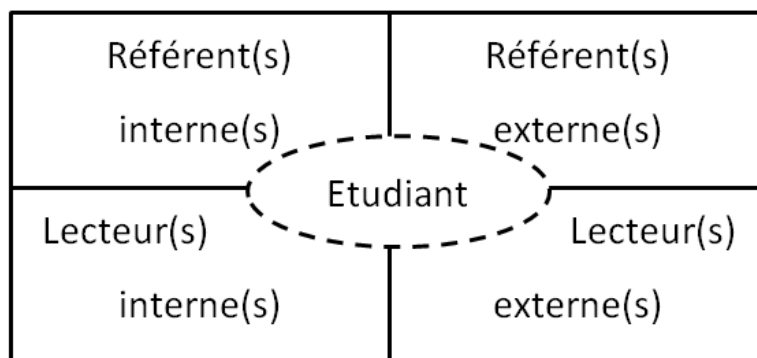 Référent(s)
interne(s)
Référent(s)
externe(s)
Etudiant
Lecteur(s)
interne(s)
Lecteur(s)
externe(s)